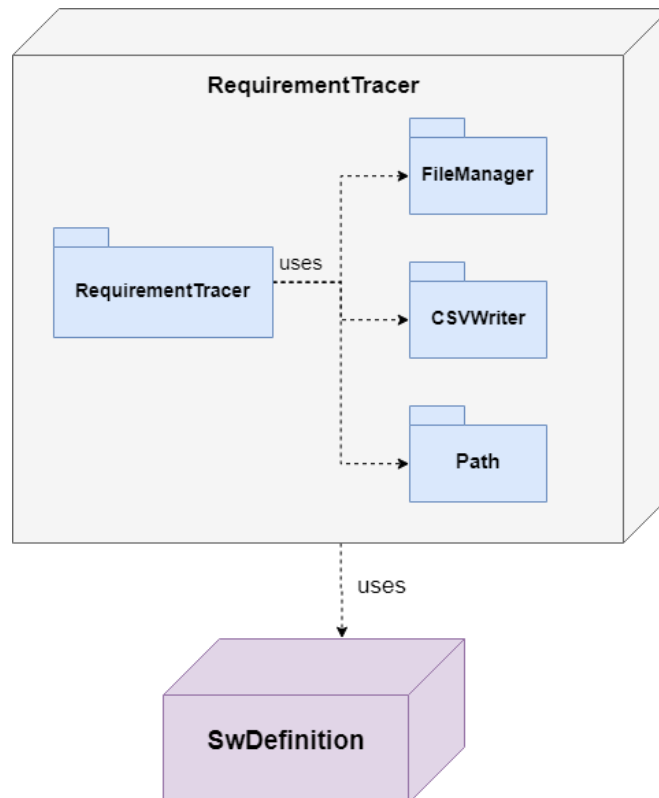 RequirementTracer
FileManager
uses
RequirementTracer
CSVWriter
Path
uses
SwDefinition